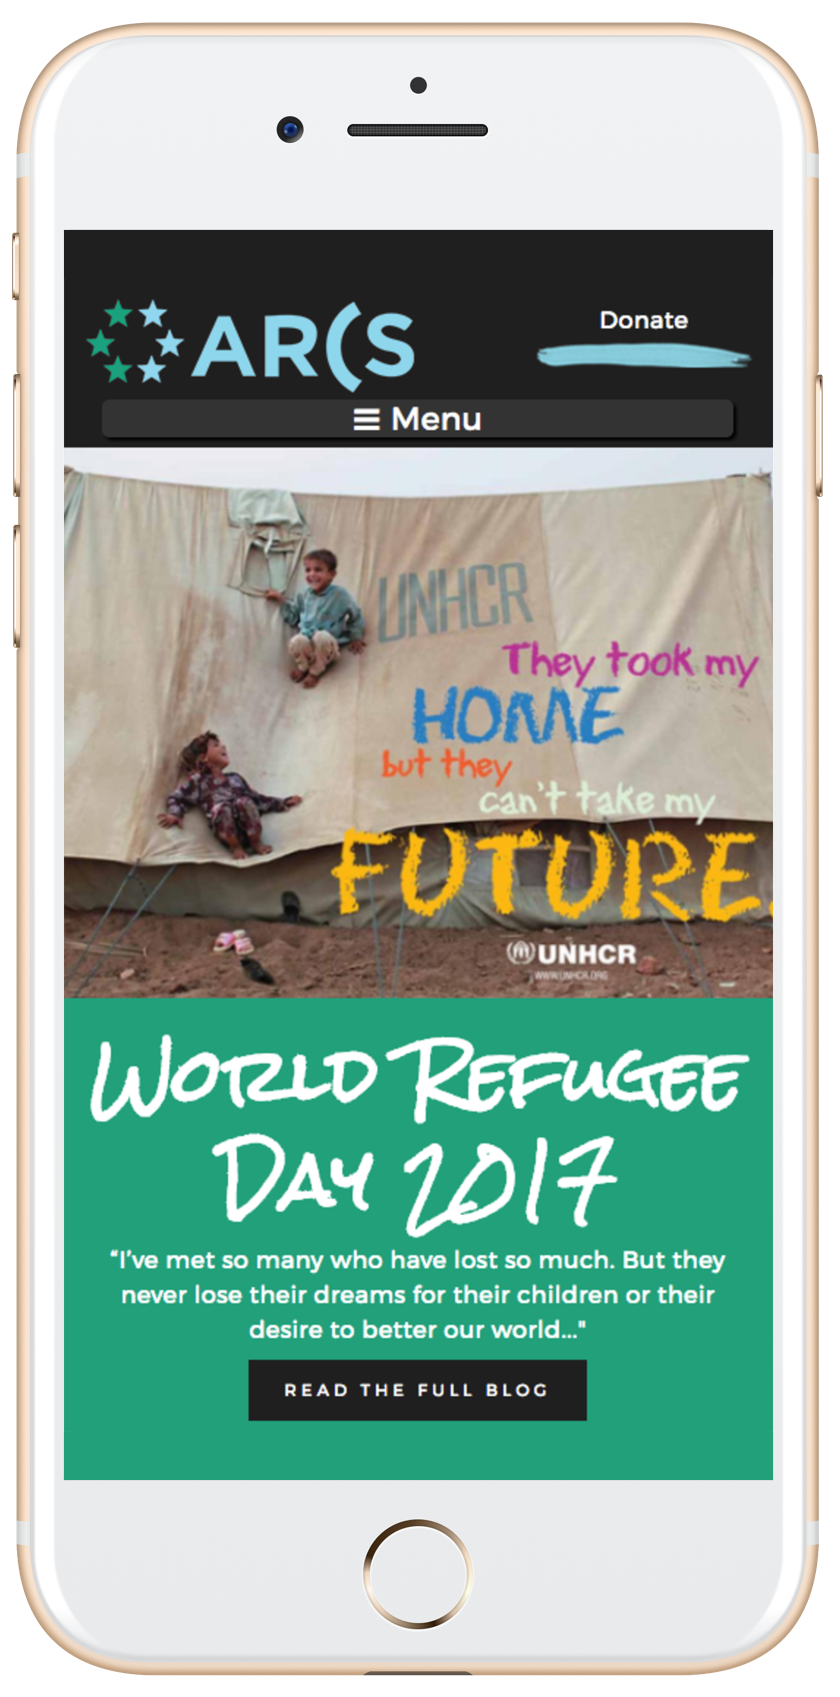 ARCS
Donate
Menu
UNHCR
They took my
HOME
but they
can't take my
FUTURE.
UNHCR
WWW.UNHCR.ORG
WORLD REFUGEE
DAY 2017
“I’ve met so many who have lost so much. But they
never lose their dreams for their children or their
desire to better our world..."
READ THE FULL BLOG